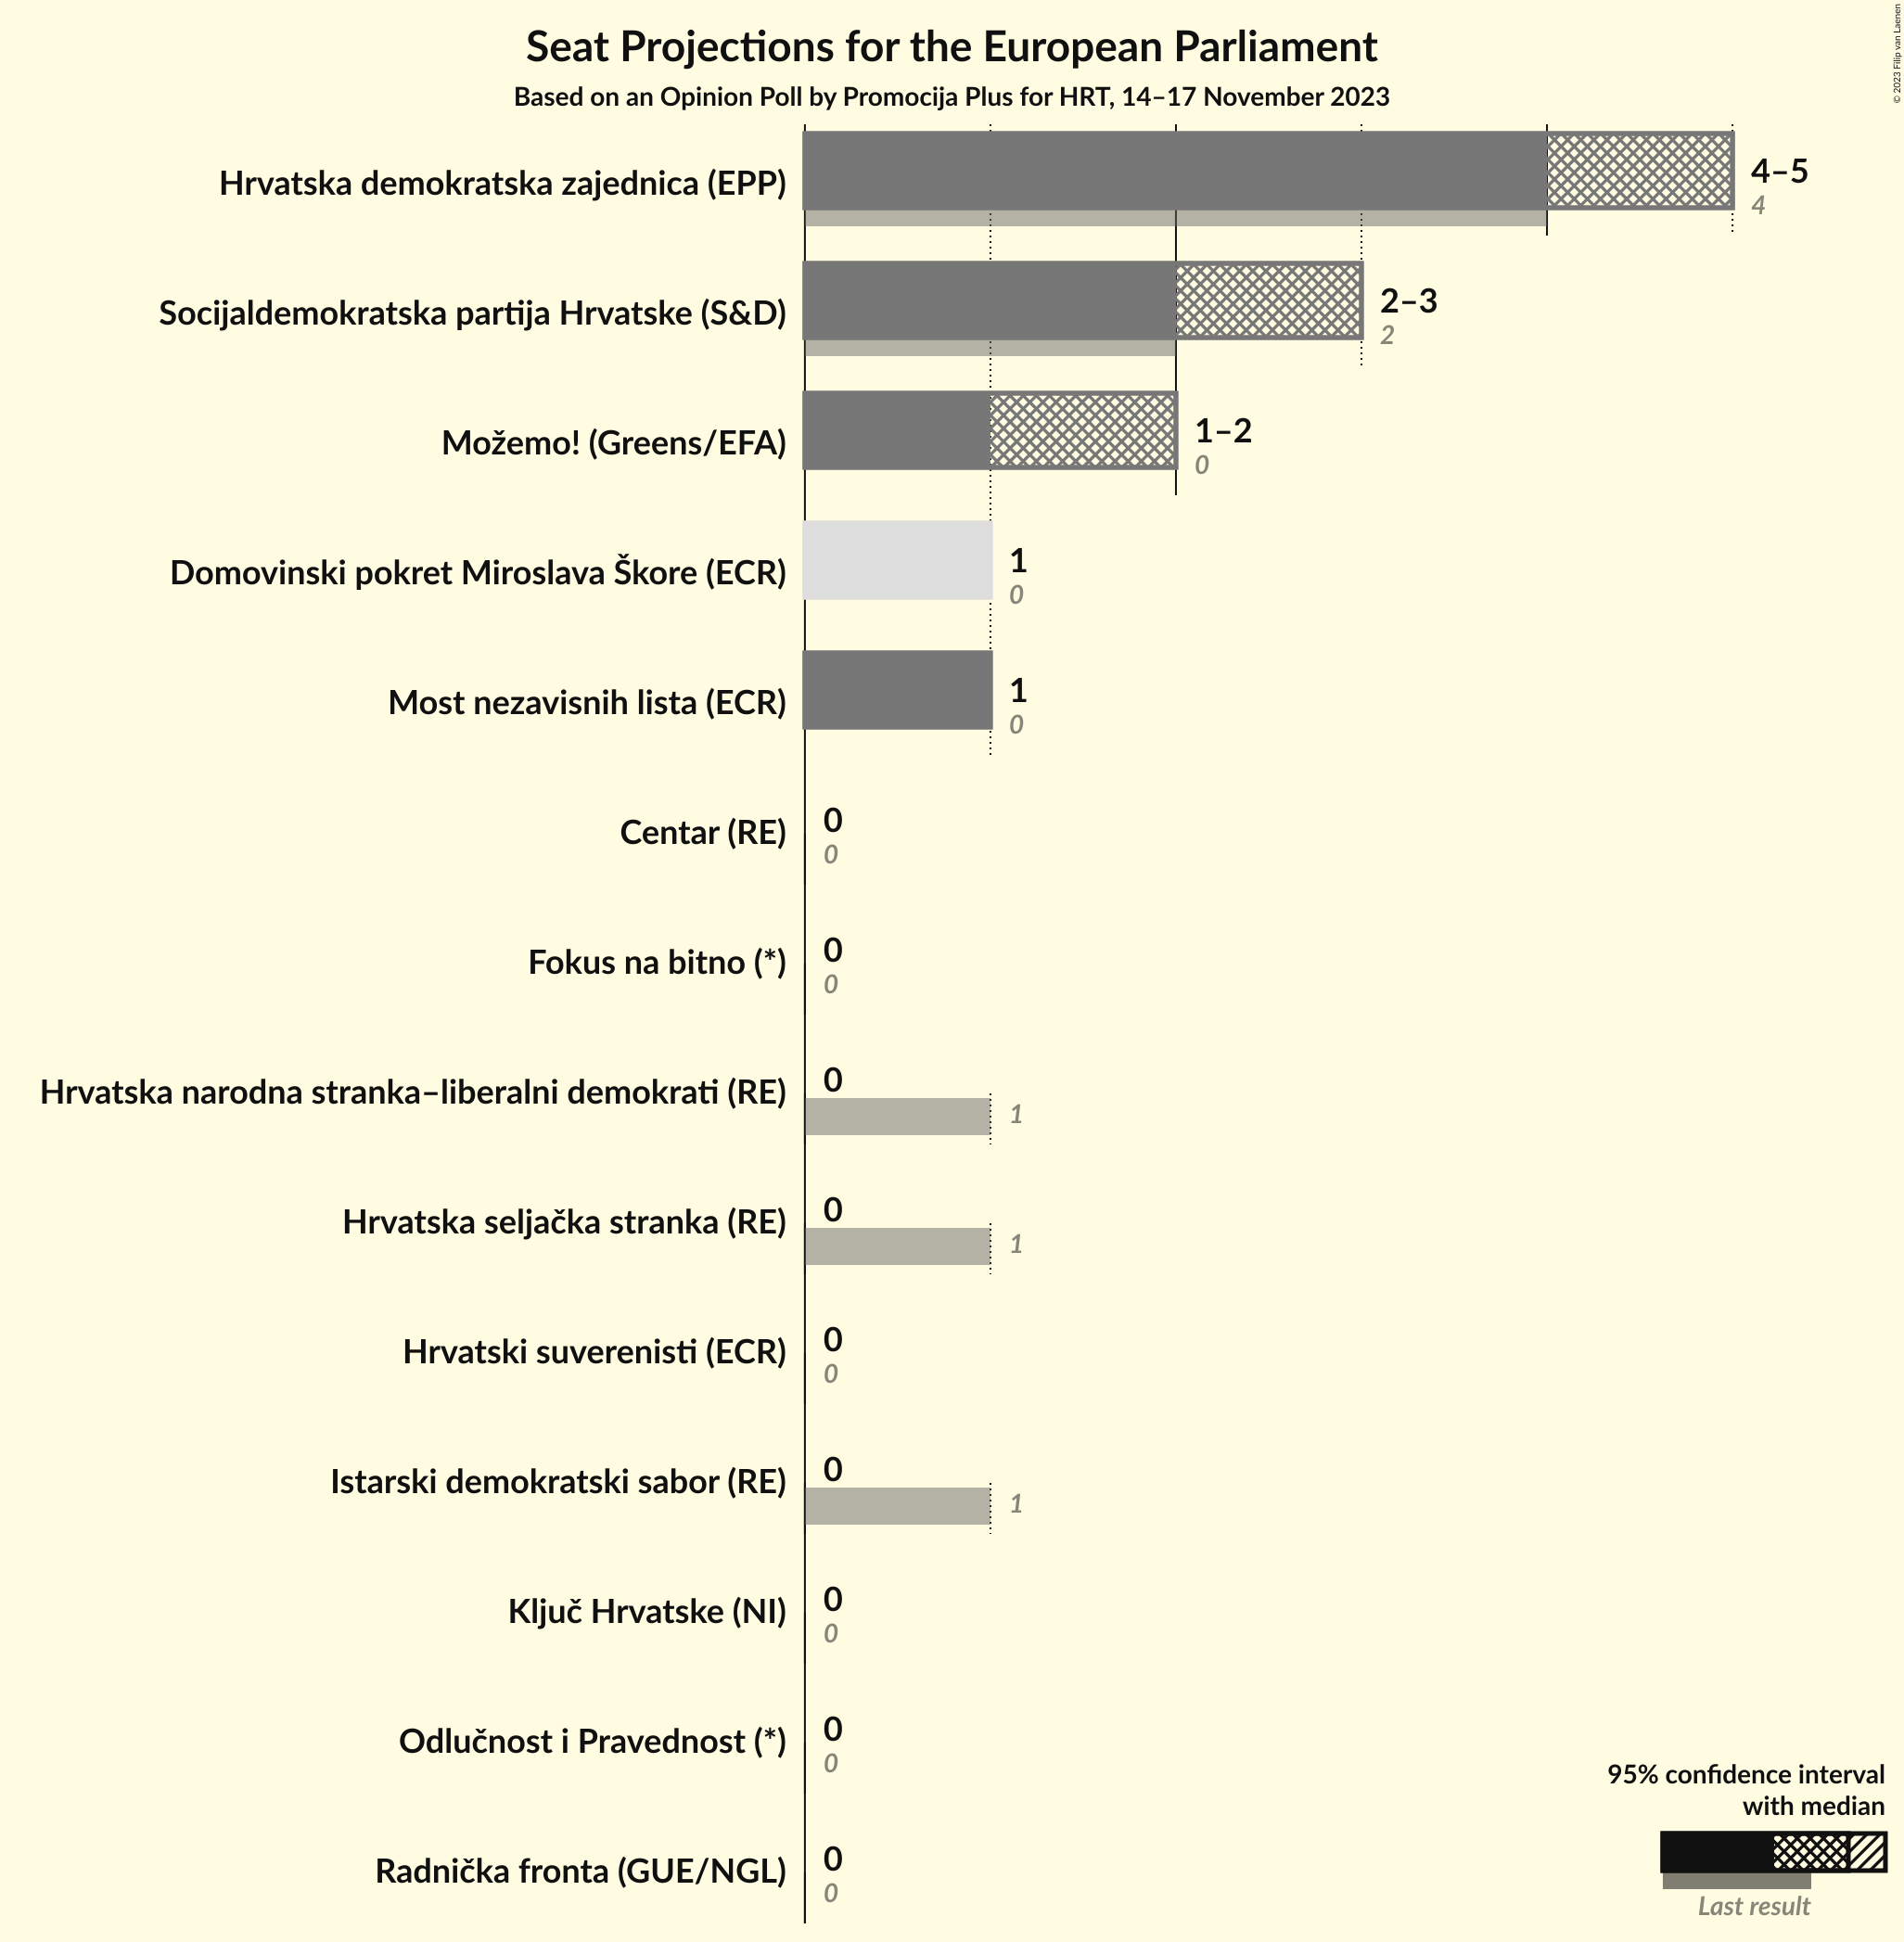 Seat Projections for the European Parliament
Based on an Opinion Poll by Promocija Plus for HRT, 14–17 November 2023
© 2023 Filip van Laenen
Hrvatska demokratska zajednica (EPP)
4–5
4
Socijaldemokratska partija Hrvatske (S&D)
2–3
2
Možemo! (Greens/EFA)
1–2
0
Domovinski pokret Miroslava Škore (ECR)
1
0
Most nezavisnih lista (ECR)
1
0
Centar (RE)
0
0
Fokus na bitno (*)
0
0
Hrvatska narodna stranka–liberalni demokrati (RE)
0
1
Hrvatska seljačka stranka (RE)
0
1
Hrvatski suverenisti (ECR)
0
0
Istarski demokratski sabor (RE)
0
1
Ključ Hrvatske (NI)
0
0
Odlučnost i Pravednost (*)
0
0
Radnička fronta (GUE/NGL)
0
0
95% confidence interval
with median
Last result